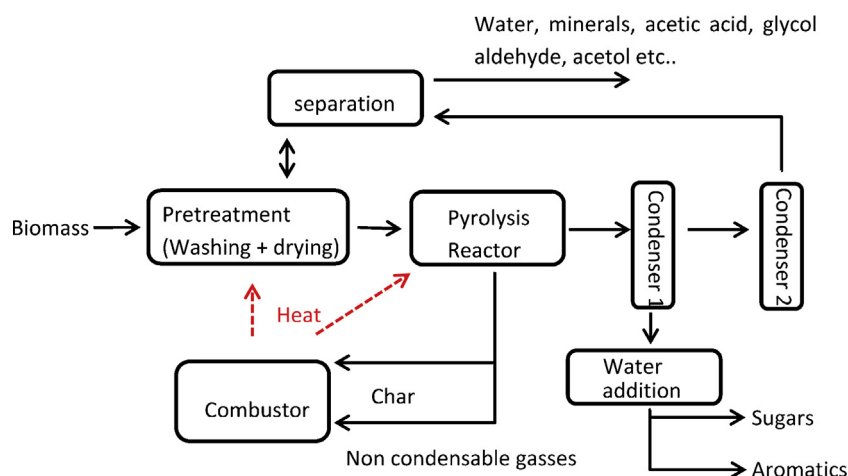 Water, minerals, acetic acid, glycol
aldehyde, acetol etc..
separation
Biomass
Pretreatment
(Washing + drying)
Pyrolysis
Reactor
Condenser 1
Condenser 2
Heat
Combustor
Char
Non condensable gasses
Water
addition
Sugars
Aromatics